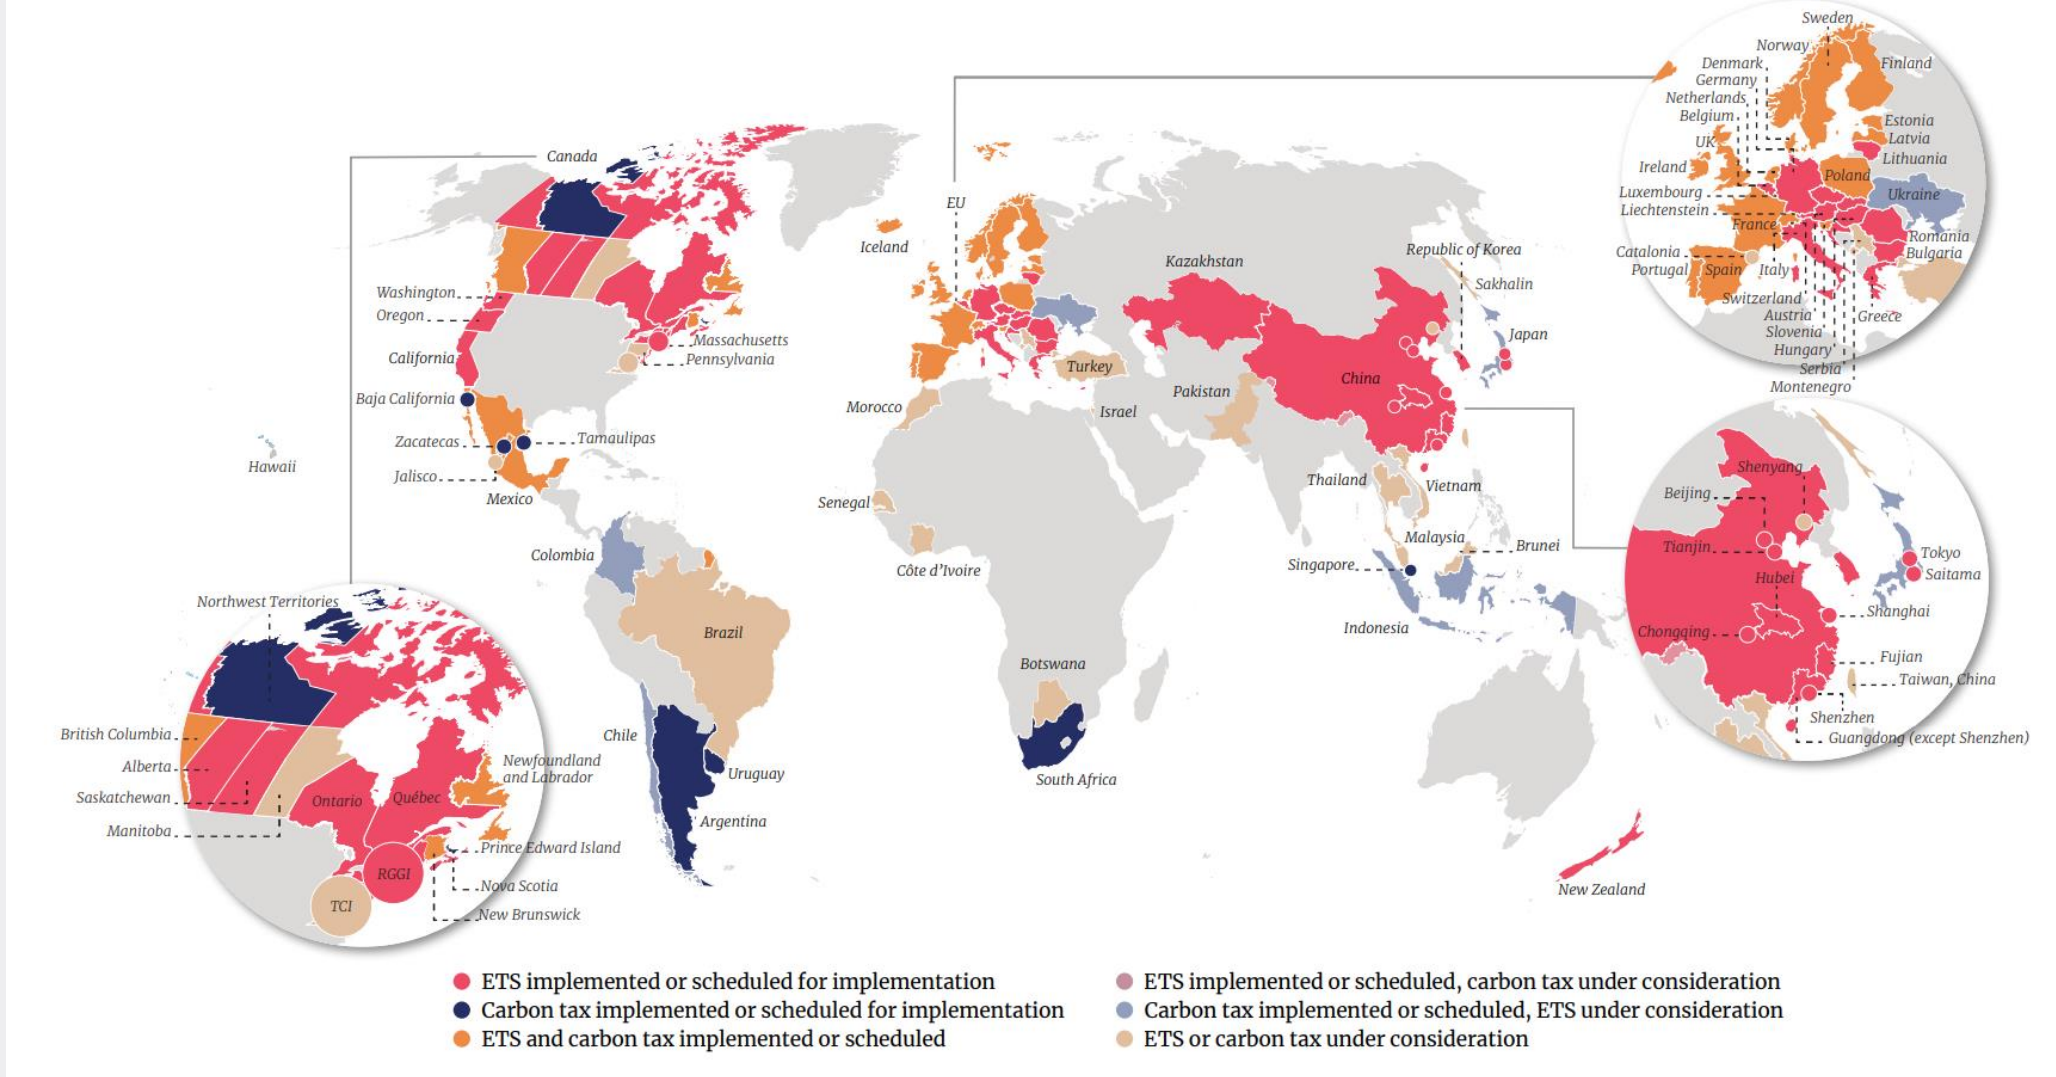 Canada
Washington
Oregon
California
Baja California
Zacatecas
Jalisco
Mexico
Tamaulipas
Massachusetts
Pennsylvania
Hawaii
Colombia
Brazil
Chile
Uruguay
Argentina
Iceland
EU
Morocco
Senegal
Côte d’Ivoire
Botswana
South Africa
Turkey
Israel
Kazakhstan
Pakistan
China
Republic of Korea
Sakhalin
Japan
Thailand
Vietnam
Malaysia
Brunei
Singapore
Indonesia
New Zealand
Northwest Territories
British Columbia
Alberta
Saskatchewan
Manitoba
Ontario
Québec
Newfoundland
and Labrador
Prince Edward Island
Nova Scotia
New Brunswick
RGGI
TCI
Sweden
Norway
Denmark
Germany
Netherlands
Belgium
UK
Ireland
Luxembourg
Liechtenstein
France
Catalonia
Portugal
Spain
Italy
Switzerland
Austria
Slovenia
Hungary
Serbia
Montenegro
Greece
Finland
Estonia
Latvia
Lithuania
Poland
Ukraine
Romania
Bulgaria
Shenyang
Beijing
Tianjin
Hubei
Chongqing
Tokyo
Saitama
Shanghai
Fujian
Taiwan, China
Shenzhen
Guangdong (except Shenzhen)
ETS implemented or scheduled for implementation
Carbon tax implemented or scheduled for implementation
ETS and carbon tax implemented or scheduled
ETS implemented or scheduled, carbon tax under consideration
Carbon tax implemented or scheduled, ETS under consideration
ETS or carbon tax under consideration